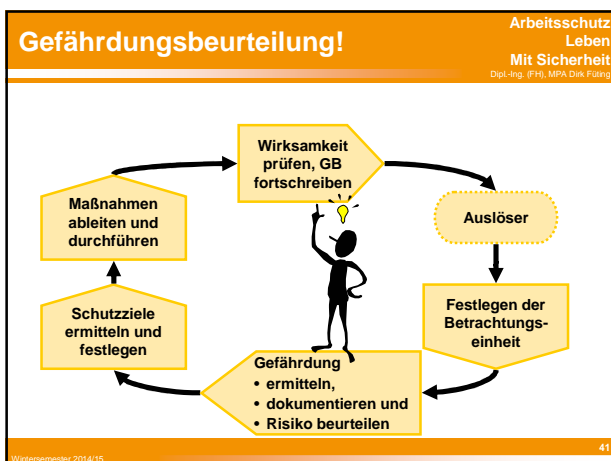 Gefährdungsbeurteilung!
Arbeitsschutz
Leben
Mit Sicherheit
Dipl.-Ing. (FH), MPA Dirk Füting
Wirksamkeit
prüfen, GB
fortschreiben
Auslöser
Festlegen der
Betrachtungs-
einheit
Gefährdung
• ermitteln,
• dokumentieren und
• Risiko beurteilen
Schutzziele
ermitteln und
festlegen
Maßnahmen
ableiten und
durchführen
Wintersemester 2014/15
41